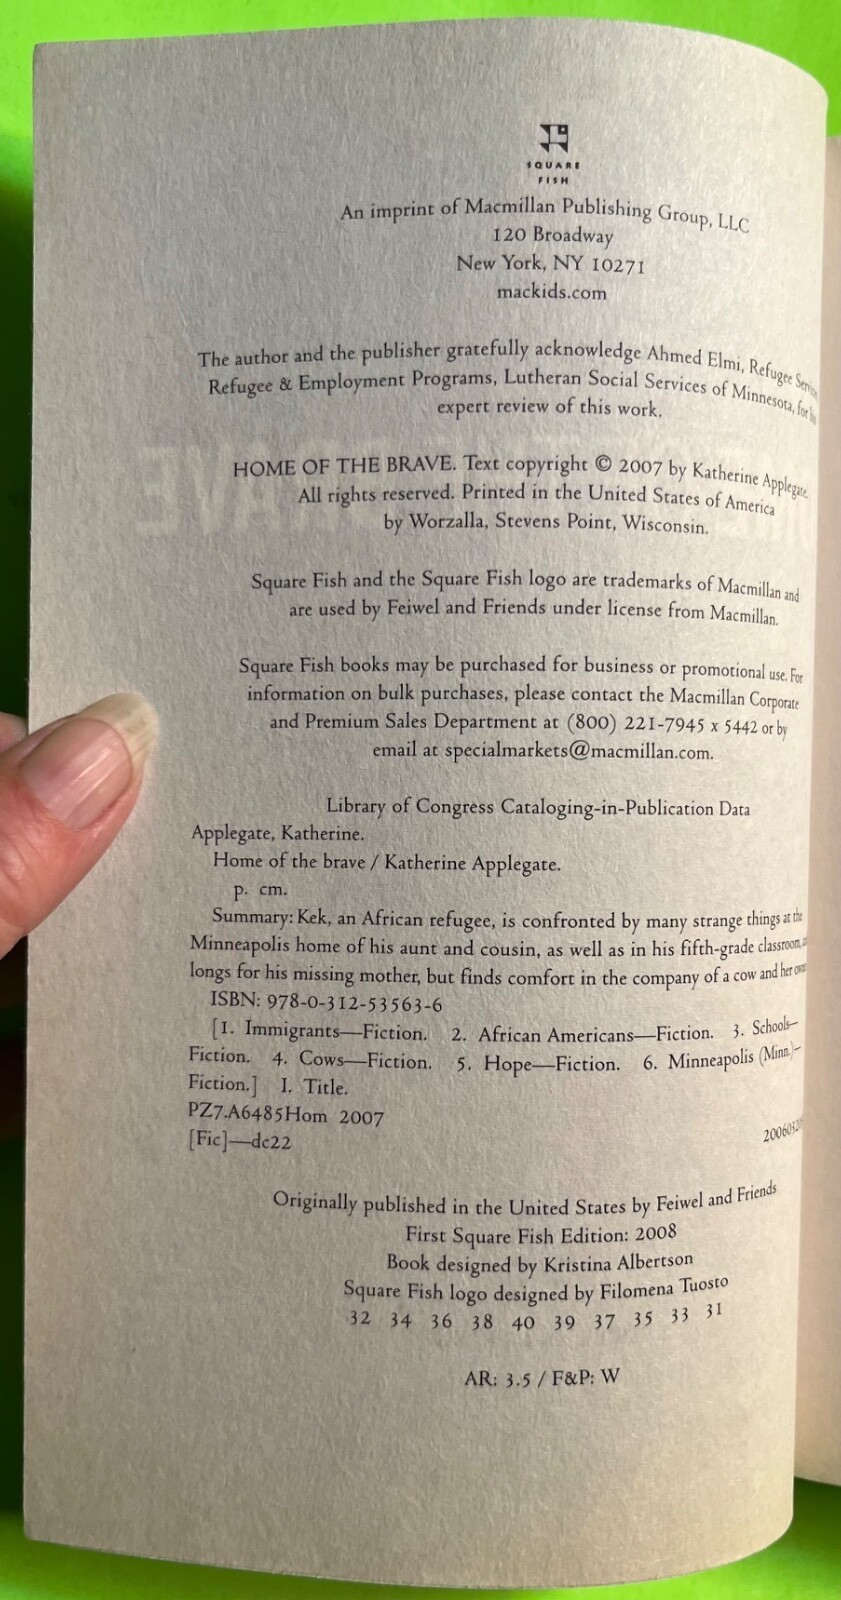 SQUARE
FISH
An imprint of Macmillan Publishing Group, LLC
120 Broadway
New York, NY 10271
mackids.com
The author and the publisher gratefully acknowledge Ahmed Elmi, Refugee
Refugee & Employment Programs, Lutheran Social Services of Minnesota, for
expert review of this work.
HOME OF THE BRAVE. Text copyright © 2007 by Katherine Applegate.
All rights reserved. Printed in the United States of America
by Worzalla, Stevens Point, Wisconsin.
Square Fish and the Square Fish logo are trademarks of Macmillan and
are used by Feiwel and Friends under license from Macmillan.
Square Fish books may be purchased for business or promotional use. For
information on bulk purchases, please contact the Macmillan Corporate
and Premium Sales Department at (800) 221-7945 x 5442 or by
email at specialmarkets@macmillan.com.
Library of Congress Cataloging-in-Publication Data
Applegate, Katherine.
Home of the brave / Katherine Applegate.
p. cm.
Summary: Kek, an African refugee, is confronted by many strange things at the
Minneapolis home of his aunt and cousin, as well as in his fifth-grade classroom,
longs for his missing mother, but finds comfort in the company of a cow and her
ISBN: 978-0-312-53563-6
[1. Immigrants—Fiction. 2. African Americans—Fiction. 3. Schools—
Fiction. 4. Cows—Fiction. 5. Hope—Fiction. 6. Minneapolis (Minn.)—
Fiction.] I. Title.
PZ7.A6485Hom 2007
[Fic]—dc22
Originally published in the United States by Feiwel and Friends
First Square Fish Edition: 2008
Book designed by Kristina Albertson
Square Fish logo designed by Filomena Tuosto
32 34 36 38 40 39 37 35 33 31
AR: 3.5 / F&P: W